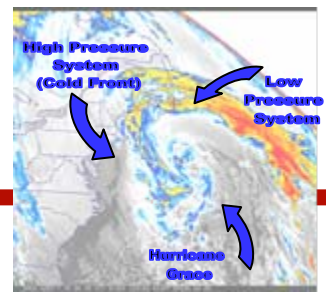 High Pressure
System
(Cold Front)
Low
Pressure
System
Hurricane
Grace